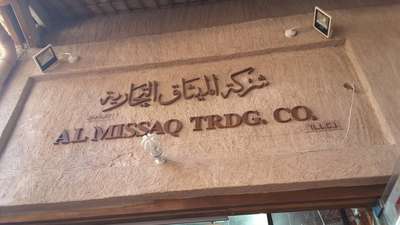 شركة الميثاق التجارية
AL MISSAQ TRDG. CO.